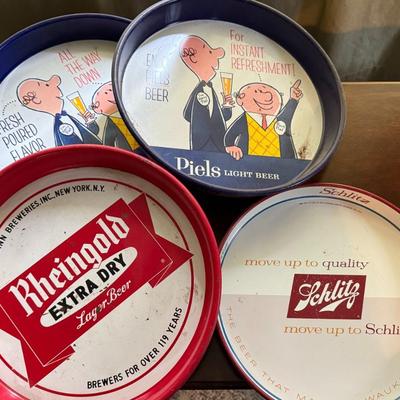 ALL THE WAY
DOWN
FRESH
POURED
FLAVOR
PIELS
BEER
For
INSTANT
REFRESHMENT!
Piels LIGHT BEER
BREWERIES, INC., NEW YORK, N.Y.
Rheingold
EXTRA DRY
Lager Beer
BREWERS FOR OVER 119 YEARS
Schlitz
move up to quality
Schlitz
move up to
THE BEER THAT